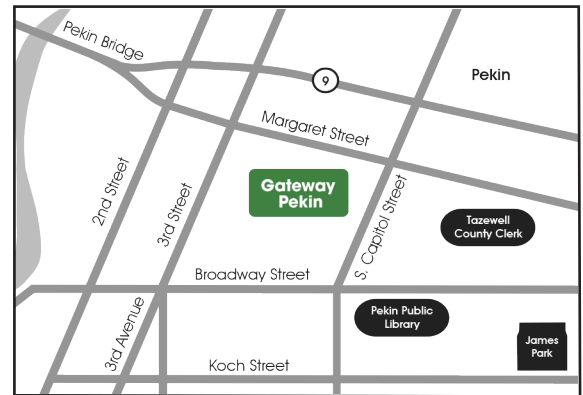 Pekin Bridge
9
Pekin
Margaret Street
2nd Street
3rd Street
Gateway
Pekin
S. Capitol Street
Tazewell
County Clerk
Broadway Street
3rd Avenue
Pekin Public
Library
James
Park
Koch Street